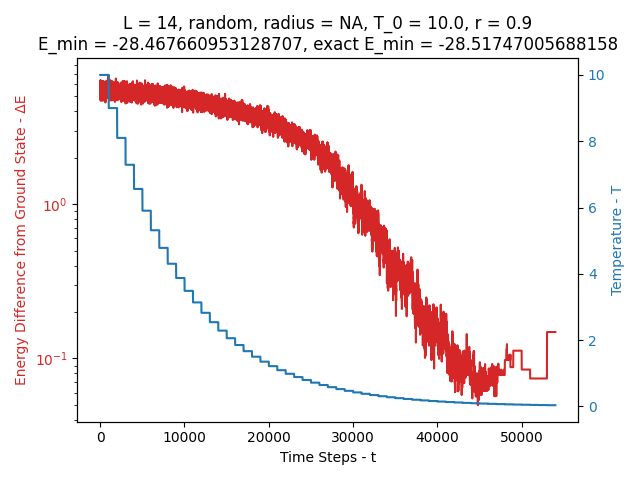 L = 14, random, radius = NA, T_0 = 10.0, r = 0.9
E_min = -28.467660953128707, exact E_min = -28.51747005688158
Energy Difference from Ground State - ΔE
10⁰
10⁻¹
10
8
6
4
2
0
Temperature - T
0
10000
20000
30000
40000
50000
Time Steps - t